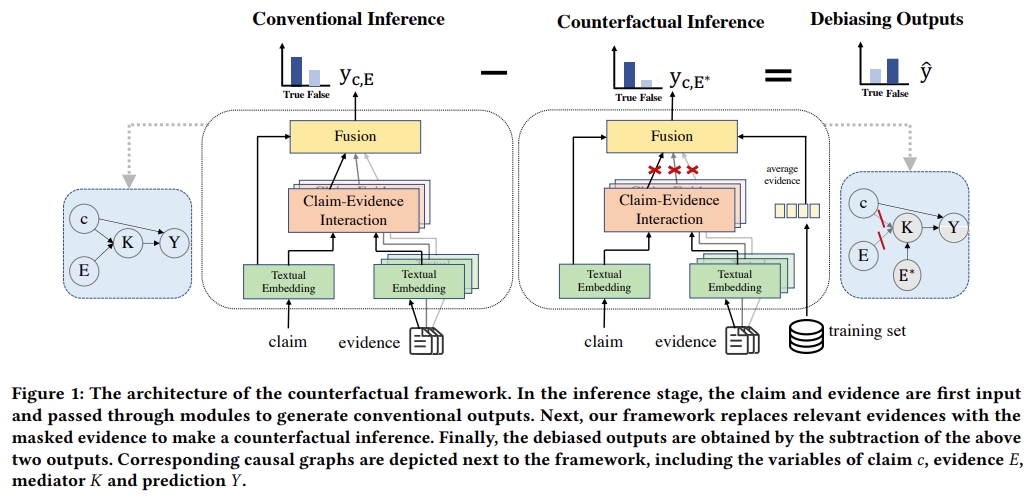 Conventional Inference
Counterfactual Inference
Debiasing Outputs
True False
y c,E
−
True False
y c,E*
=
True False
ŷ
Fusion
Claim-Evidence
Interaction
Textual
Embedding
Textual
Embedding
claim
evidence
c
K
Y
E
Fusion
Claim-Evidence
Interaction
Textual
Embedding
Textual
Embedding
claim
evidence
average
evidence
training set
c
K
Y
E
E*
Figure 1: The architecture of the counterfactual framework. In the inference stage, the claim and evidence are first input
and passed through modules to generate conventional outputs. Next, our framework replaces relevant evidences with the
masked evidence to make a counterfactual inference. Finally, the debiased outputs are obtained by the subtraction of the above
two outputs. Corresponding causal graphs are depicted next to the framework, including the variables of claim c, evidence E,
mediator K and prediction Y.